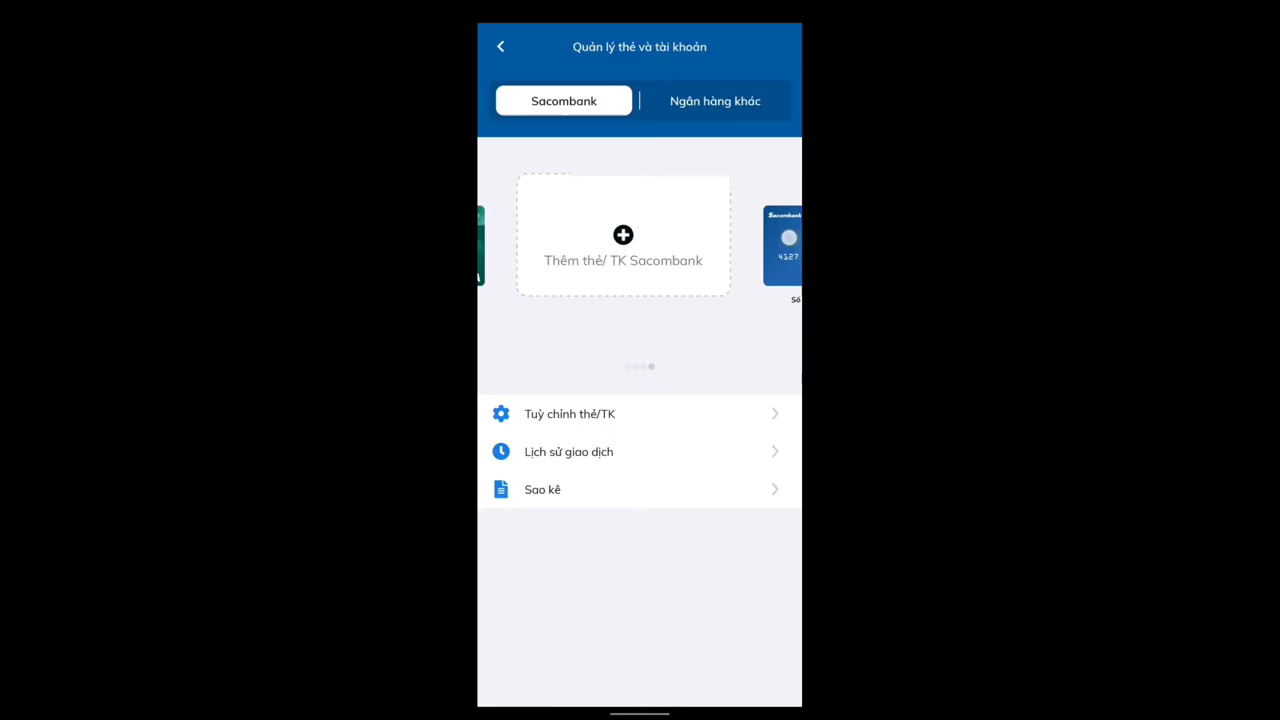 Quản lý thẻ và tài khoản
Sacombank
Ngân hàng khác
Sacombank
4127
Thêm thẻ/ TK Sacombank
Số
Tuỳ chỉnh thẻ/TK
Lịch sử giao dịch
Sao kê